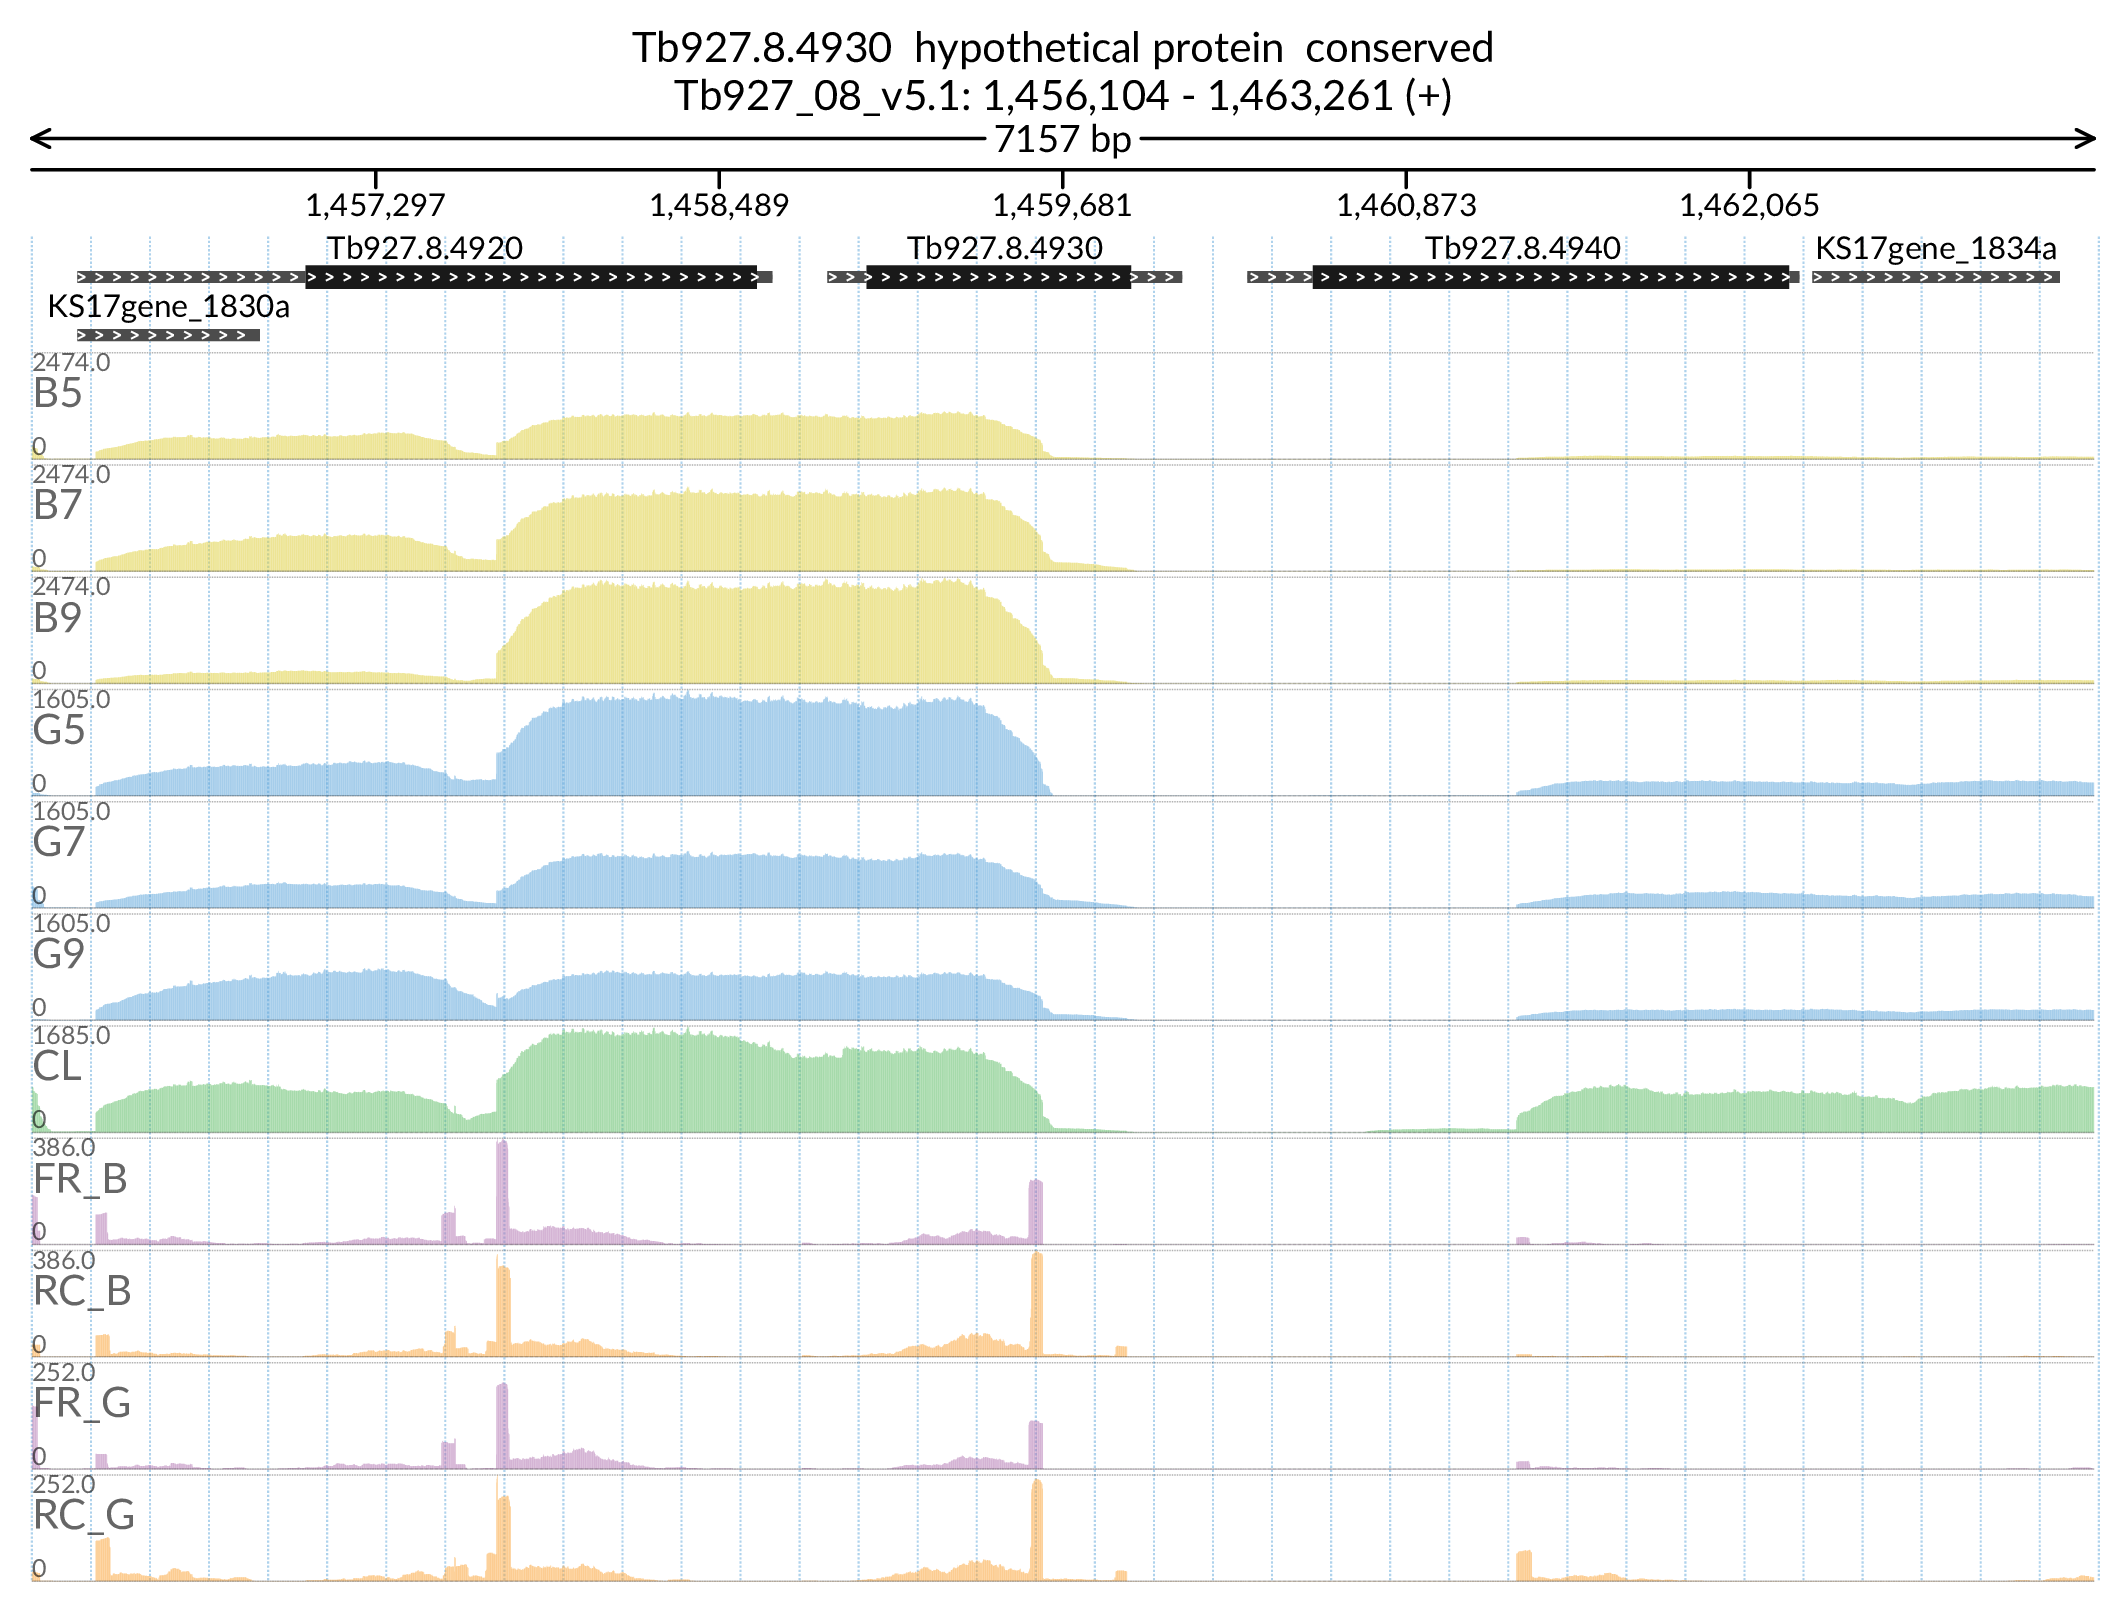 Tb927.8.4930  hypothetical protein  conserved
Tb927_08_v5.1: 1,456,104 - 1,463,261 (+)
7157 bp
1,457,297 1,458,489 1,459,681 1,460,873 1,462,065
Tb927.8.4920 Tb927.8.4930 Tb927.8.4940 KS17gene_1834a
KS17gene_1830a
2474.0
B5
0
2474.0
B7
0
2474.0
B9
0
1605.0
G5
0
1605.0
G7
0
1605.0
G9
0
1685.0
CL
0
386.0
FR_B
0
386.0
RC_B
0
252.0
FR_G
0
252.0
RC_G
0